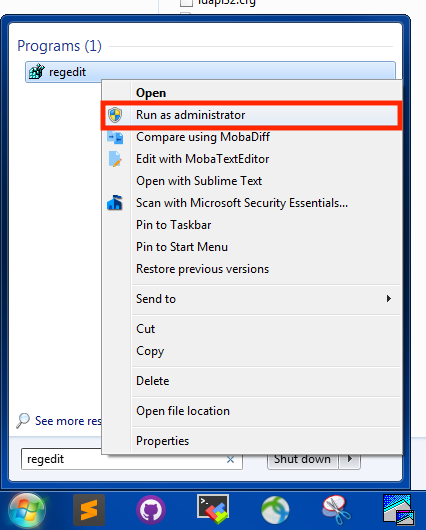 Programs (1)
regedit
Open
Run as administrator
Compare using MobaDiff
Edit with MobaTextEditor
Open with Sublime Text
Scan with Microsoft Security Essentials...
Pin to Taskbar
Pin to Start Menu
Restore previous versions
Send to
Cut
Copy
Delete
Open file location
Properties
See more res
regedit
Shut down